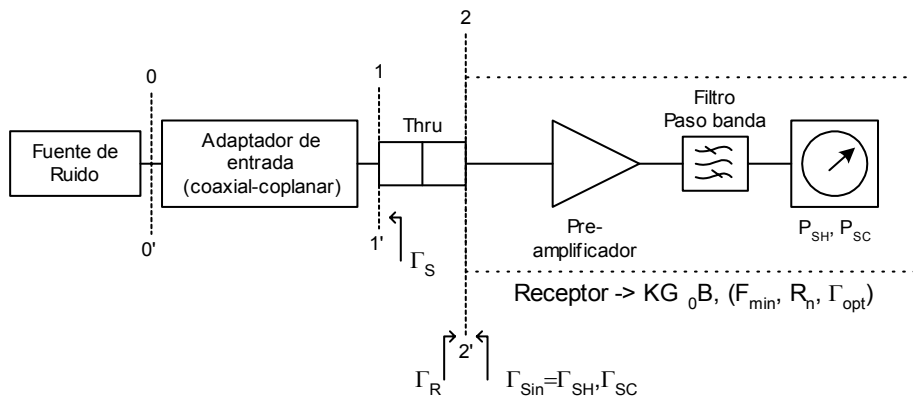 2
0
1
Fuente de
Ruido
Adaptador de
entrada
(coaxial-coplanar)
Thru
Filtro
Paso banda
Pre-
amplificador
P_SH, P_SC
0'
1'
Γ_S
Receptor -> KG_0B, (F_min, R_n, Γ_opt)
2'
Γ_R
Γ_Sin=Γ_SH,Γ_SC